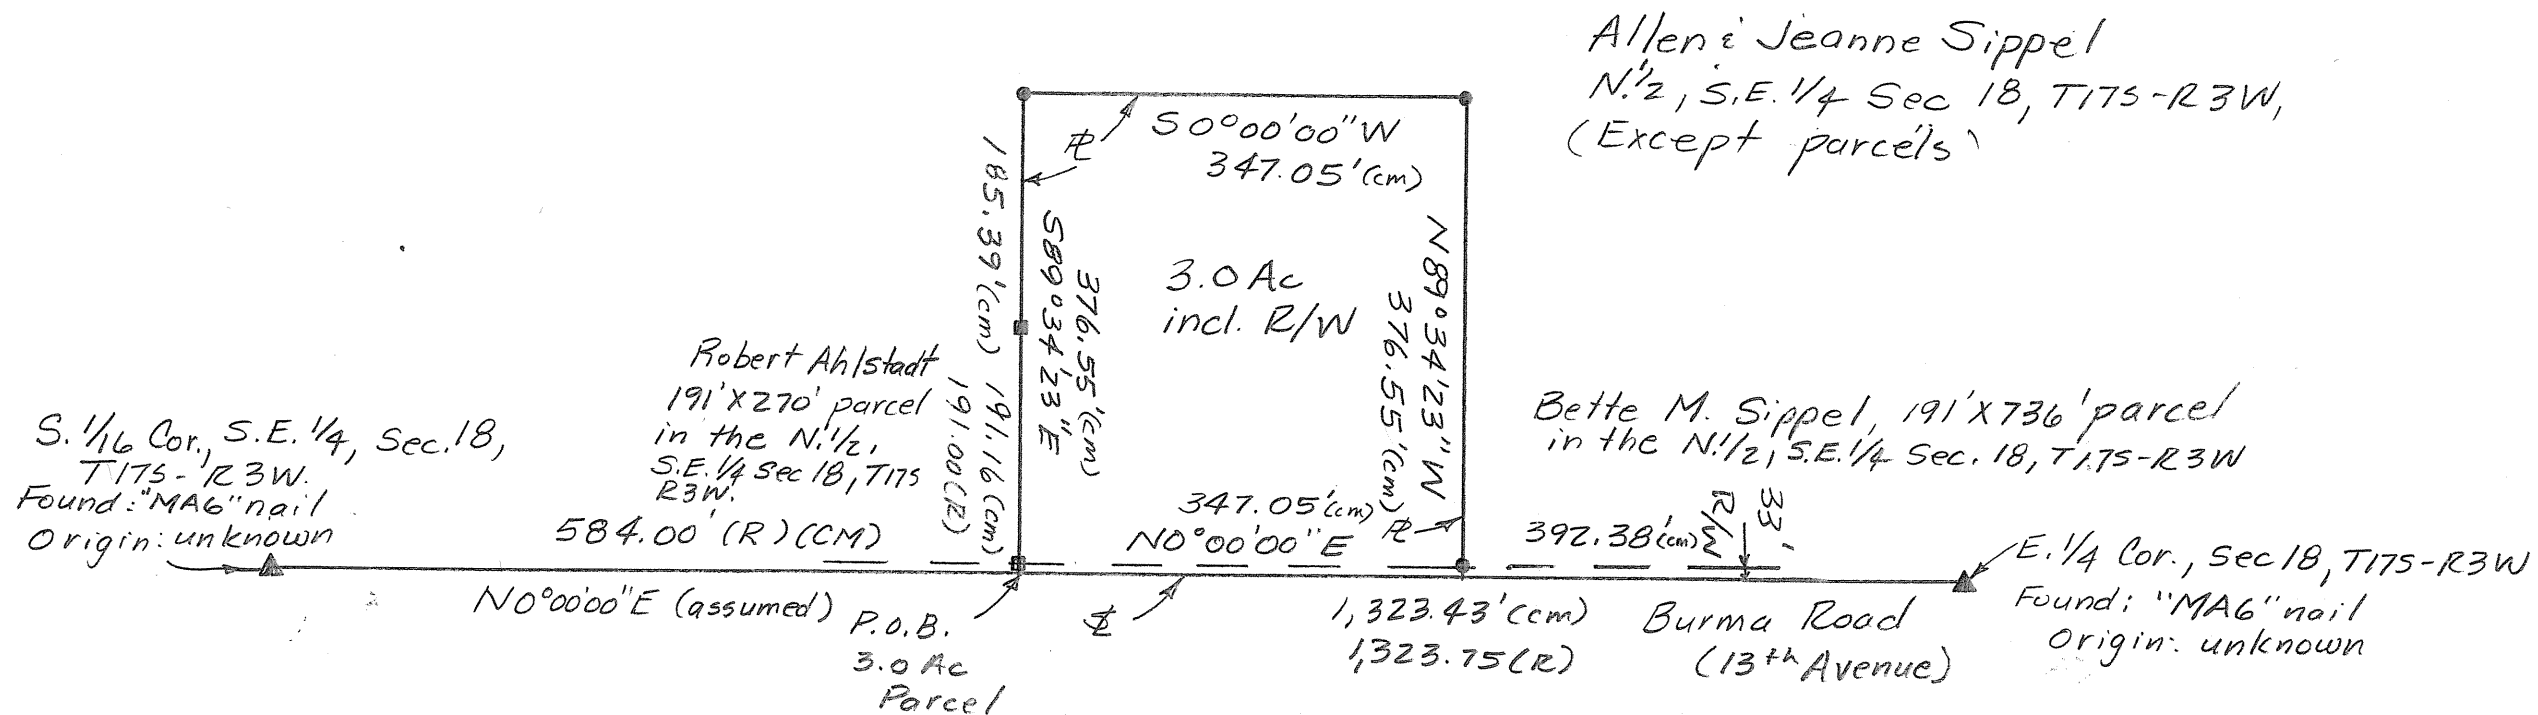 Allen & Jeanne Sippel
N.1/2, S.E. 1/4 Sec 18, T17S-R3W,
(Except parcels)
S 0°00'00"W
347.05'(cm)
PL
185.39'(cm)
S89°34'23"E
376.55'(cm)
3.0 Ac
incl. R/W
N89°34'23"W
376.55'(cm)
Robert Ahlstadt
191'X270' parcel
in the N.1/2,
S.E. 1/4 Sec 18, T17S
R3W.
191.16(cm)
191.00(R)
S. 1/16 Cor., S.E. 1/4, Sec. 18,
T17S-R3W.
Found: "MAG" nail
Origin: unknown
584.00'(R)(CM)
347.05'(cm)
N0°00'00"E
PL
Bette M. Sippel, 191'X736' parcel
in the N.1/2, S.E. 1/4 Sec. 18, T17S-R3W
392.38'(cm)
33'
R/W
E. 1/4 Cor., Sec 18, T17S-R3W
Found: "MAG" nail
Origin: unknown
N0°00'00"E (assumed)
P.O.B.
3.0 Ac
Parcel
1,323.43'(cm)
1,323.75(R)
Burma Road
(13th Avenue)